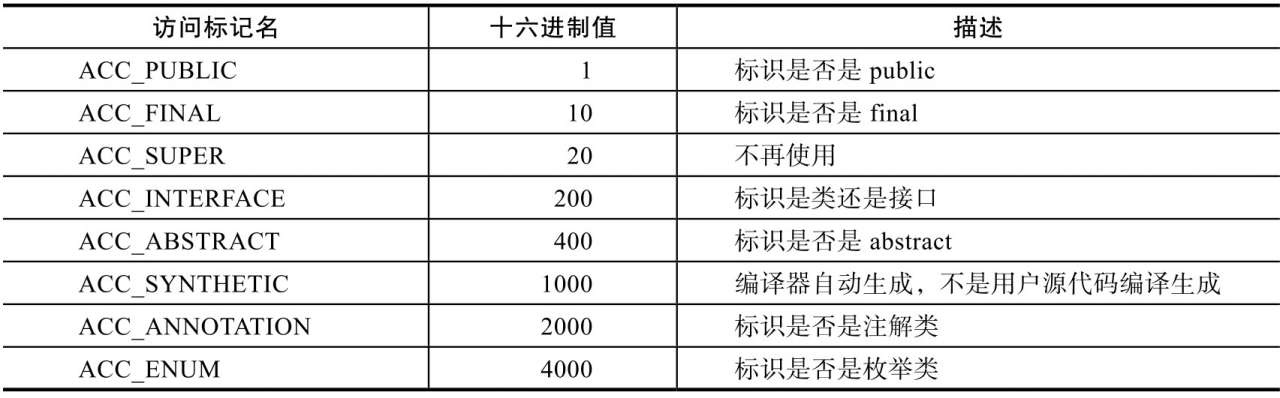 访问标记名 十六进制值 描述
ACC_PUBLIC 1 标识是否是 public
ACC_FINAL 10 标识是否是 final
ACC_SUPER 20 不再使用
ACC_INTERFACE 200 标识是类还是接口
ACC_ABSTRACT 400 标识是否是 abstract
ACC_SYNTHETIC 1000 编译器自动生成，不是用户源代码编译生成
ACC_ANNOTATION 2000 标识是否是注解类
ACC_ENUM 4000 标识是否是枚举类